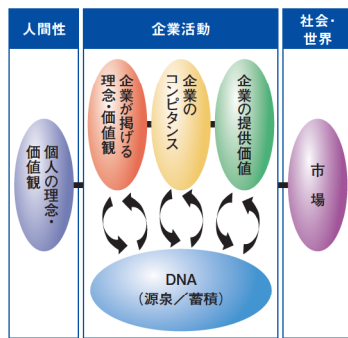 人間性
企業活動
社会・
世界
個人の理念・
価値観
企業が掲げる
理念・価値観
企業の
コンピタンス
企業の提供価値
市場
DNA
(源泉／蓄積)